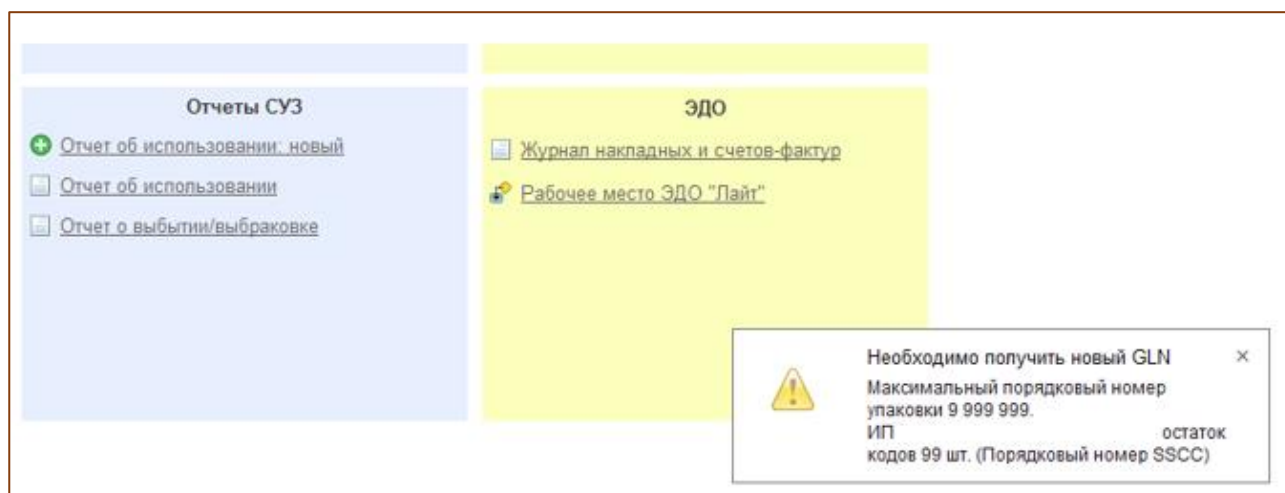 Отчеты СУЗ
Отчет об использовании: новый
Отчет об использовании
Отчет о выбытии/выбраковке
ЭДО
Журнал накладных и счетов-фактур
Рабочее место ЭДО "Лайт"
Необходимо получить новый GLN
Максимальный порядковый номер
упаковки 9 999 999.
ИП остаток
кодов 99 шт. (Порядковый номер SSCC)